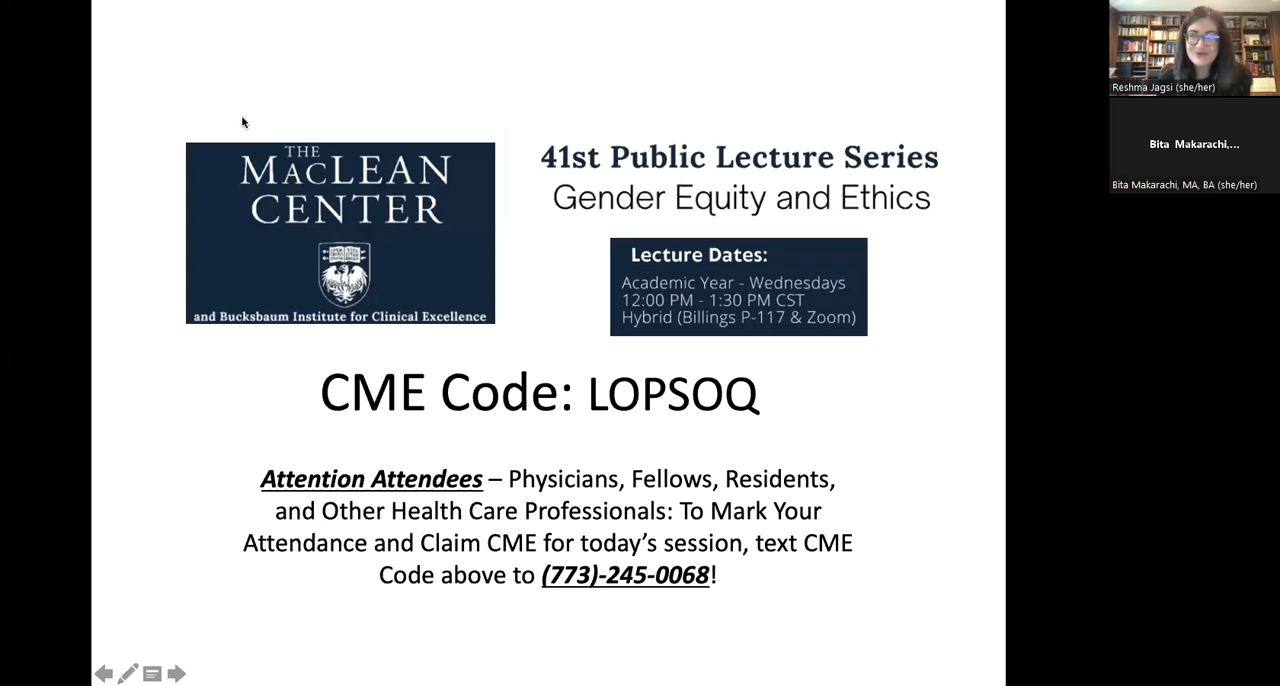 THE
MACLEAN
CENTER
and Bucksbaum Institute for Clinical Excellence
41st Public Lecture Series
Gender Equity and Ethics
Lecture Dates:
Academic Year - Wednesdays
12:00 PM - 1:30 PM CST
Hybrid (Billings P-117 & Zoom)
CME Code: LOPSOQ
Attention Attendees – Physicians, Fellows, Residents,
and Other Health Care Professionals: To Mark Your
Attendance and Claim CME for today's session, text CME
Code above to (773)-245-0068!
Reshma Jagsi (she/her)
Bita Makarachi,...
Bita Makarachi, MA, BA (she/her)